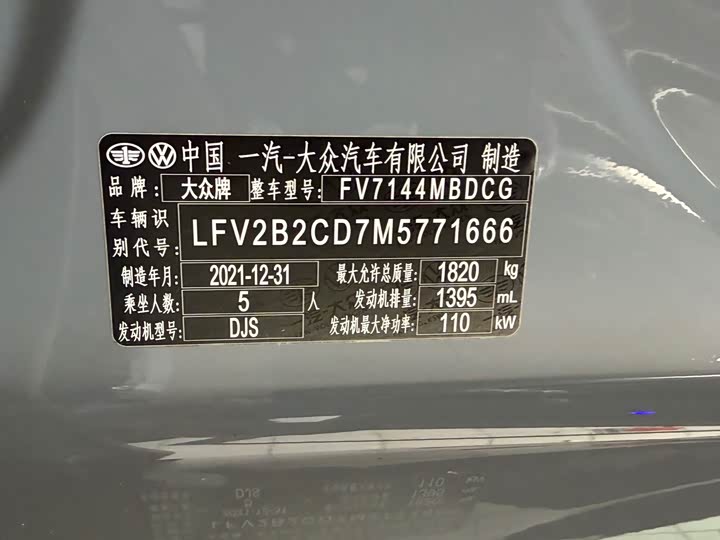 中国 一汽-大众汽车有限公司 制造
品牌: 大众牌 整车型号: FV7144MBDCG
车辆识别代号: LFV2B2CD7M5771666
制造年月: 2021-12-31 最大允许总质量: 1820 kg
乘坐人数: 5 人 发动机排量: 1395 mL
发动机型号: DJS 发动机最大净功率: 110 kW